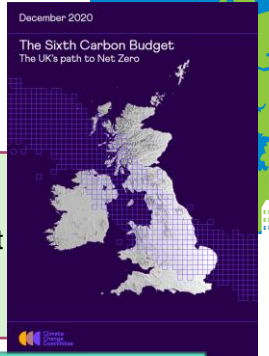 December 2020
The Sixth Carbon Budget
The UK's path to Net Zero
t
Climate
Change
Committee